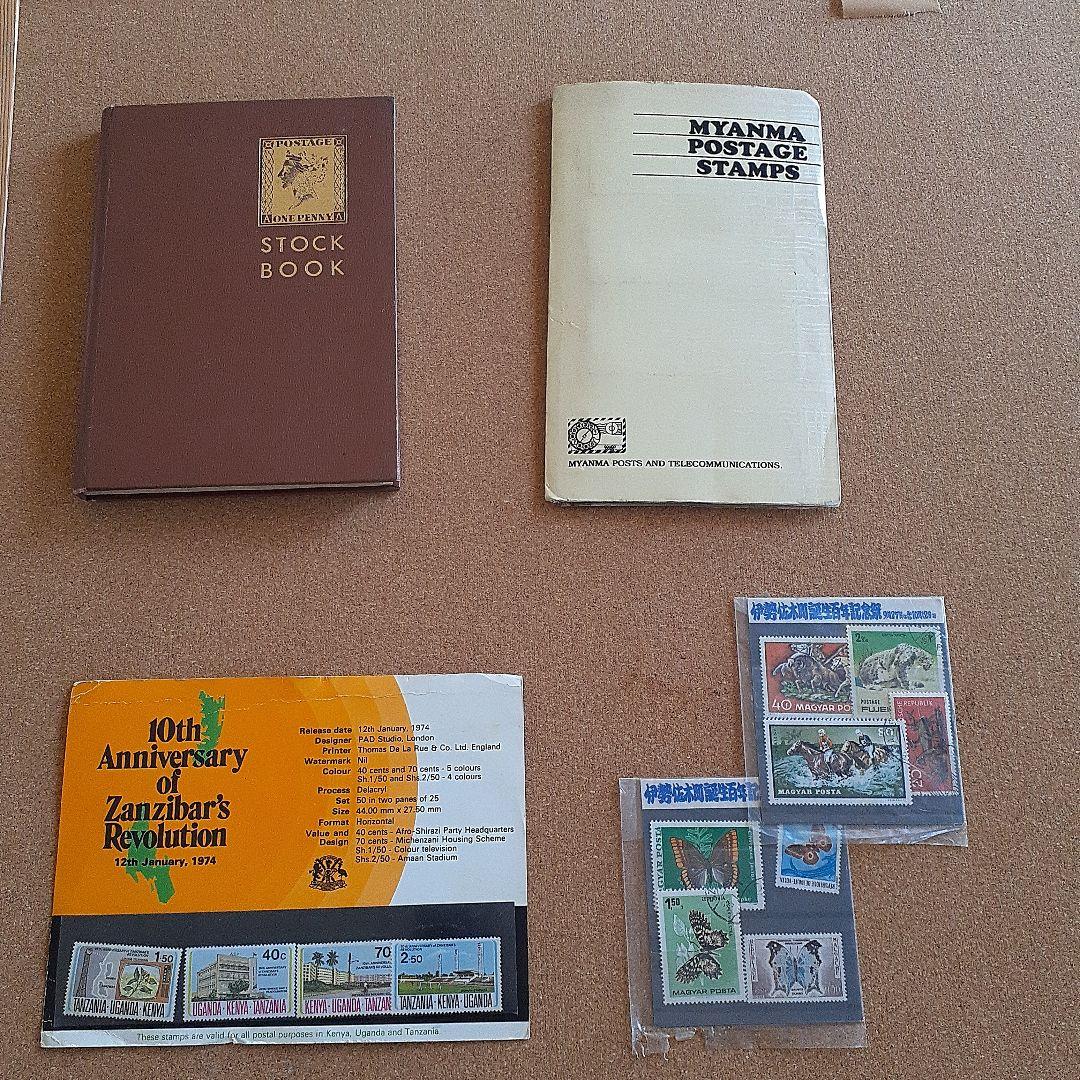 POSTAGE
ONE PENNY
STOCK
BOOK
MYANMA
POSTAGE
STAMPS
MYANMA POSTS AND TELECOMMUNICATIONS.
10th
Anniversary
of
Zanzibar's
Revolution
12th January, 1974
Release date 12th January, 1974
Designer PAD Studio, London
Printer Thomas De La Rue & Co. Ltd. England
Watermark Nil
Colour 40 cents and 70 cents - 5 colours
Sh.1/50 and Shs.2/50 - 4 colours
Process Delacryl
Set 50 in two panes of 25
Size 44.00 mm x 27.50 mm
Format Horizontal
Value and 40 cents - Afro-Shirazi Party Headquarters
Design 70 cents - Michenzani Housing Scheme
Sh.1/50 - Colour television
Shs.2/50 - Amaan Stadium
1·50
TANZANIA·UGANDA·KENYA
40c
UGANDA·KENYA·TANZANIA
70
KENYA·UGANDA·TANZAN
2·50
TANZANIA·KENYA·UGANDA
These stamps are valid for all postal purposes in Kenya, Uganda and Tanzania.
伊勢佐木町誕生百年記念祭
40
MAGYAR PO
POSTAGE
FUJEI
REPUBLIK
MAGYAR POSTA
伊勢佐木町誕生百年
GYAR POST
1,50
MAGYAR POSTA